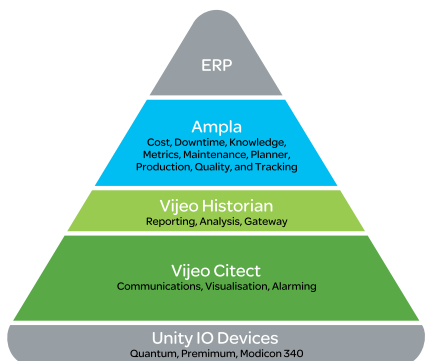 ERP
Ampla
Cost, Downtime, Knowledge,
Metrics, Maintenance, Planner,
Production, Quality, and Tracking
Vijeo Historian
Reporting, Analysis, Gateway
Vijeo Citect
Communications, Visualisation, Alarming
Unity IO Devices
Quantum, Premimum, Modicon 340